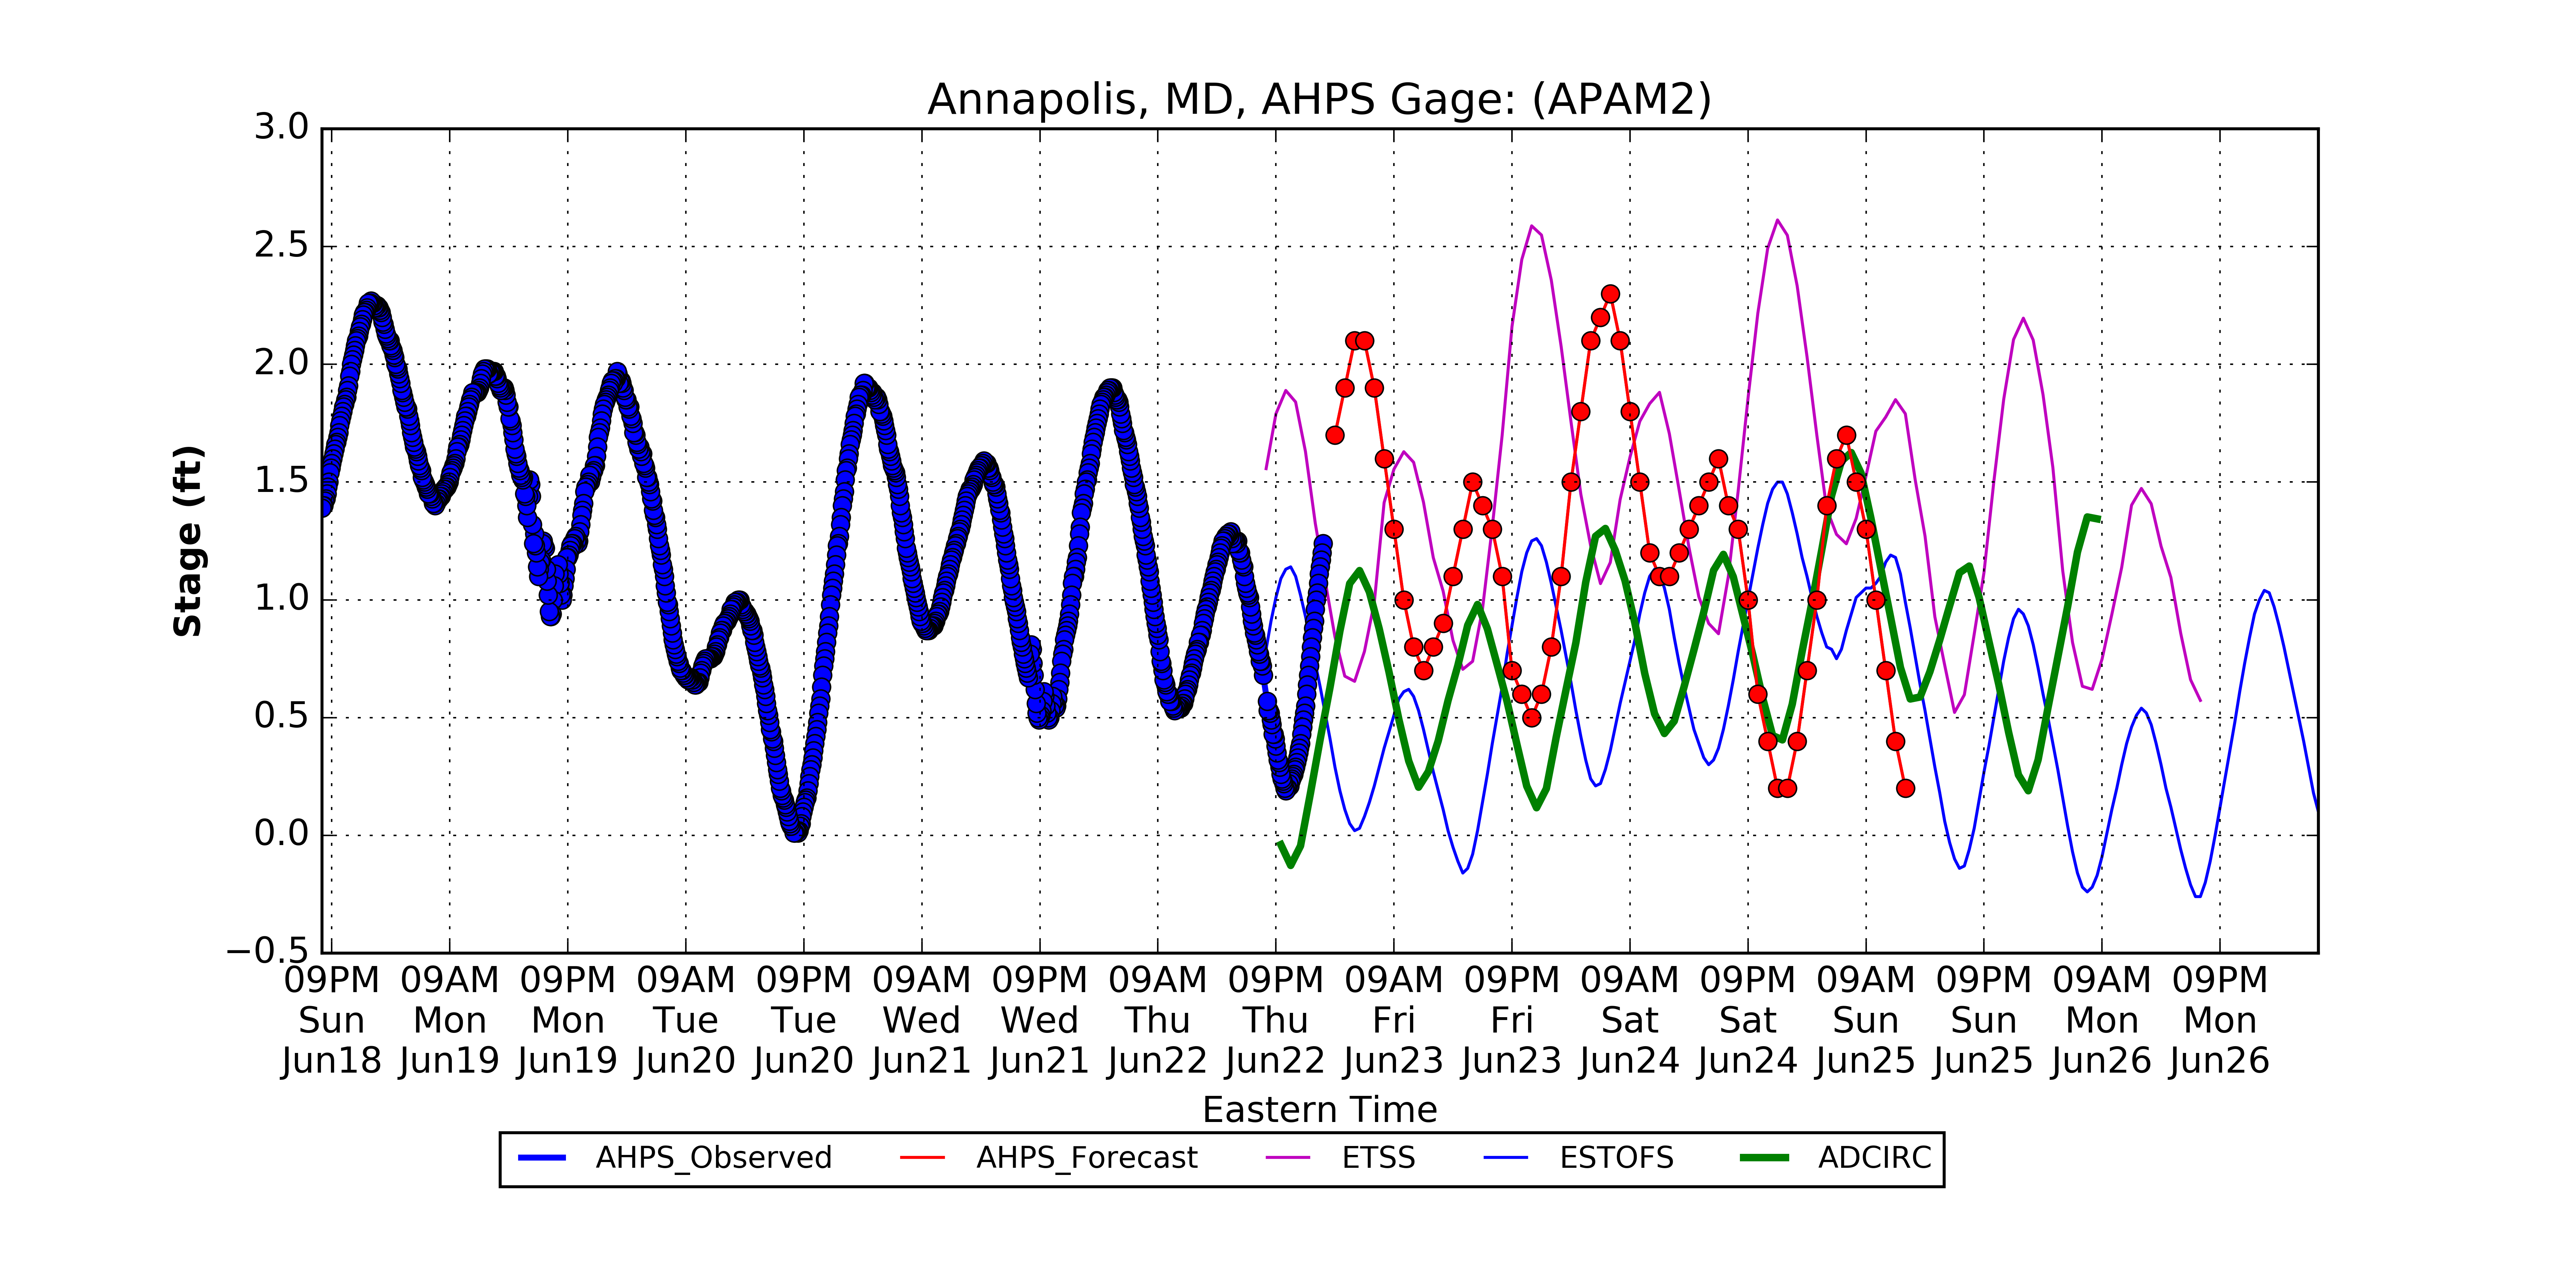 Annapolis, MD, AHPS Gage: (APAM2)
3.0
2.5
2.0
1.5
1.0
0.5
0.0
−0.5
Stage (ft)
09PM 09AM 09PM 09AM 09PM 09AM 09PM 09AM 09PM 09AM 09PM 09AM 09PM 09AM 09PM 09AM 09PM
Sun Mon Mon Tue Tue Wed Wed Thu Thu Fri Fri Sat Sat Sun Sun Mon Mon
Jun18 Jun19 Jun19 Jun20 Jun20 Jun21 Jun21 Jun22 Jun22 Jun23 Jun23 Jun24 Jun24 Jun25 Jun25 Jun26 Jun26
Eastern Time
AHPS_Observed AHPS_Forecast ETSS ESTOFS ADCIRC